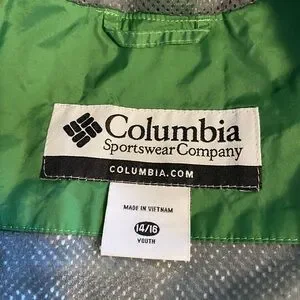 Columbia
Sportswear Company
COLUMBIA.COM
MADE IN VIETNAM
14/16
YOUTH